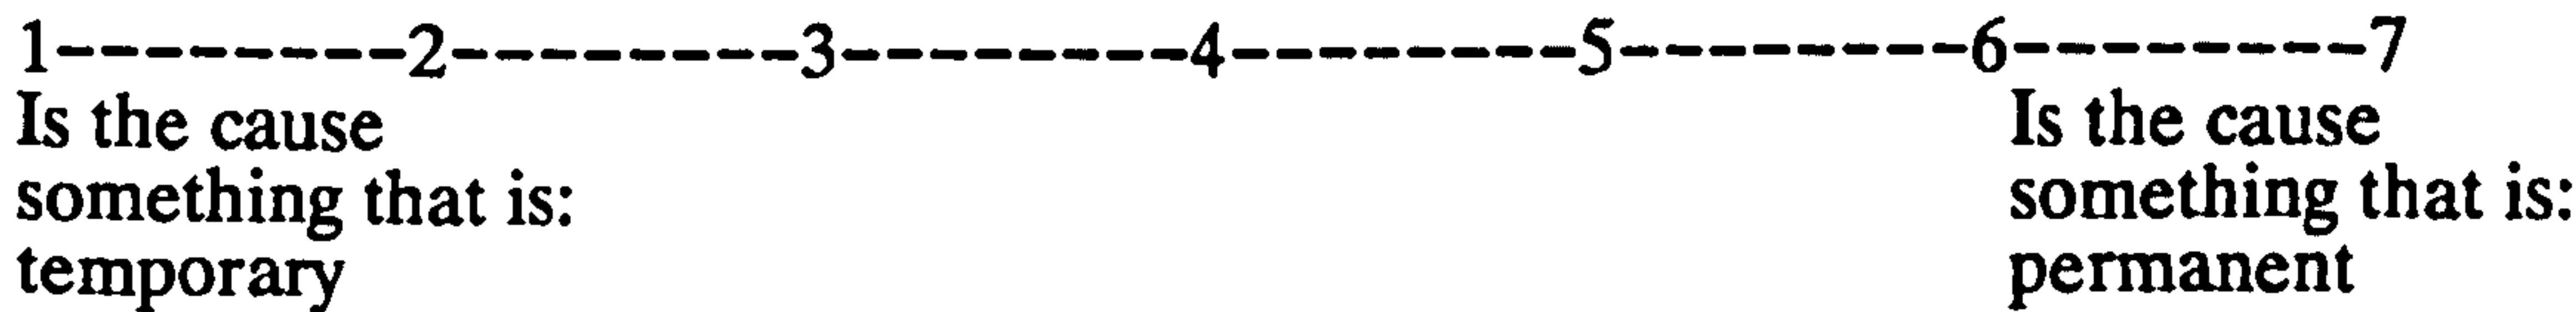 1---------2---------3---------4---------5---------6---------7
Is the cause Is the cause
something that is: something that is:
temporary permanent